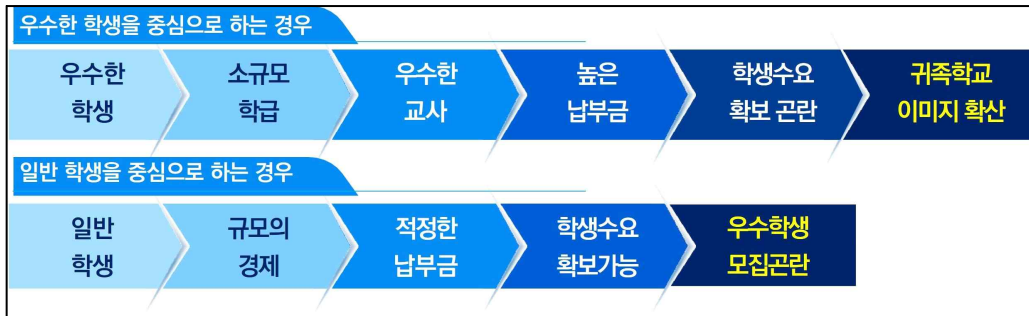 우수한 학생을 중심으로 하는 경우
우수한 학생
소규모 학급
우수한 교사
높은 납부금
학생수요 확보 곤란
귀족학교 이미지 확산
일반 학생을 중심으로 하는 경우
일반 학생
규모의 경제
적정한 납부금
학생수요 확보가능
우수학생 모집곤란